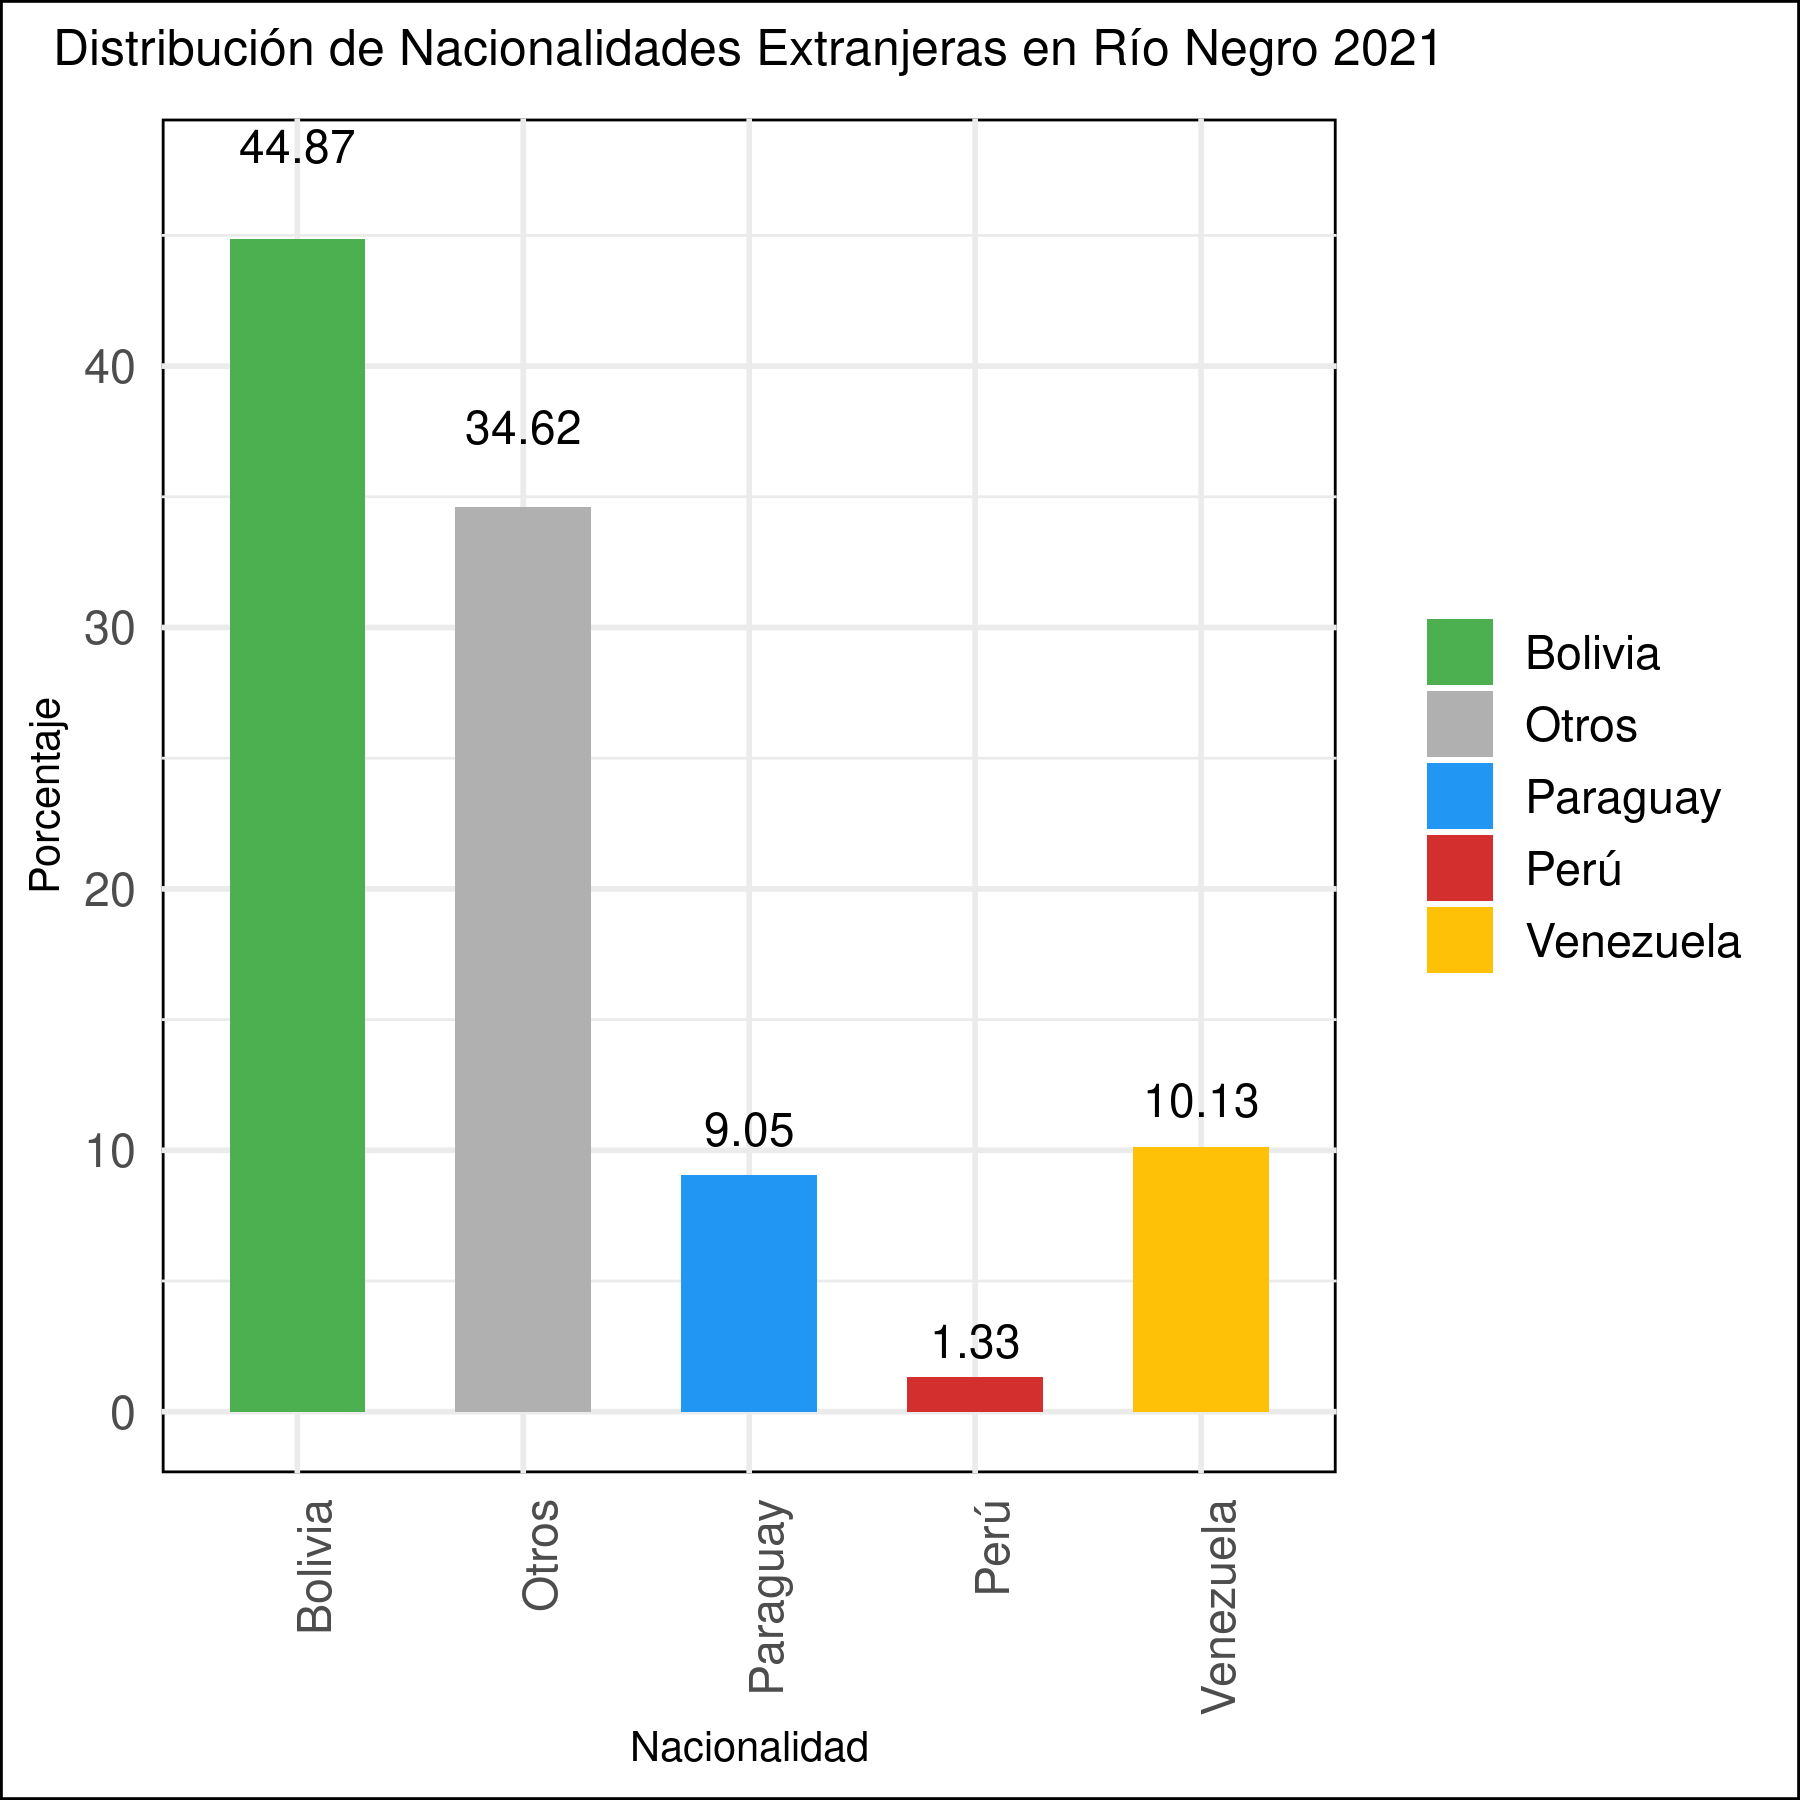 Distribución de Nacionalidades Extranjeras en Río Negro 2021
44.87
34.62
9.05
1.33
10.13
40
30
20
10
0
Porcentaje
Bolivia
Otros
Paraguay
Perú
Venezuela
Nacionalidad
Bolivia
Otros
Paraguay
Perú
Venezuela